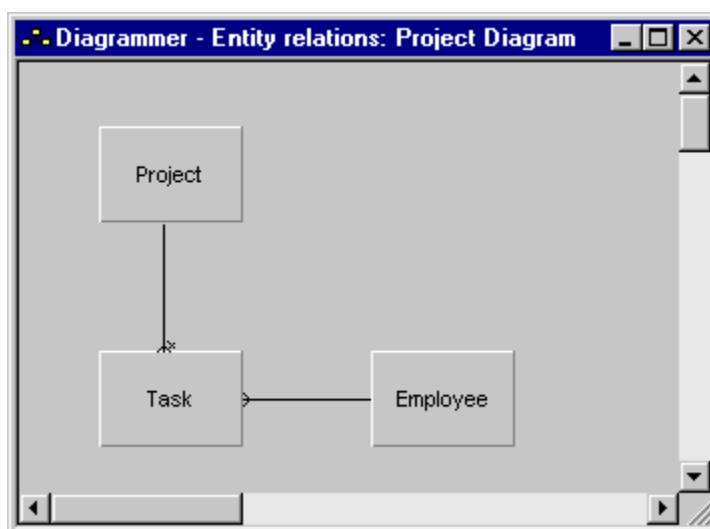 Diagrammer - Entity relations: Project Diagram
Project
Task
Employee